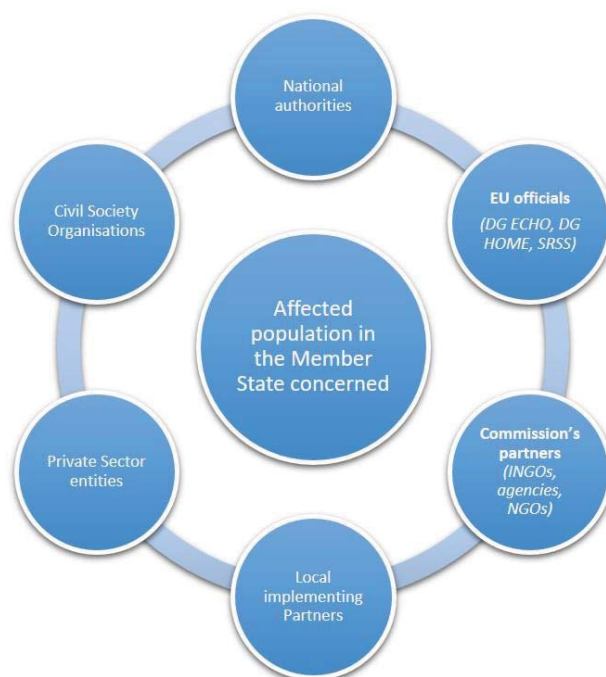 National
authorities
EU officials
(DG ECHO, DG
HOME, SRSS)
Commission's
partners
(INGOs,
agencies,
NGOs)
Local
implementing
Partners
Private Sector
entities
Civil Society
Organisations
Affected
population in
the Member
State concerned